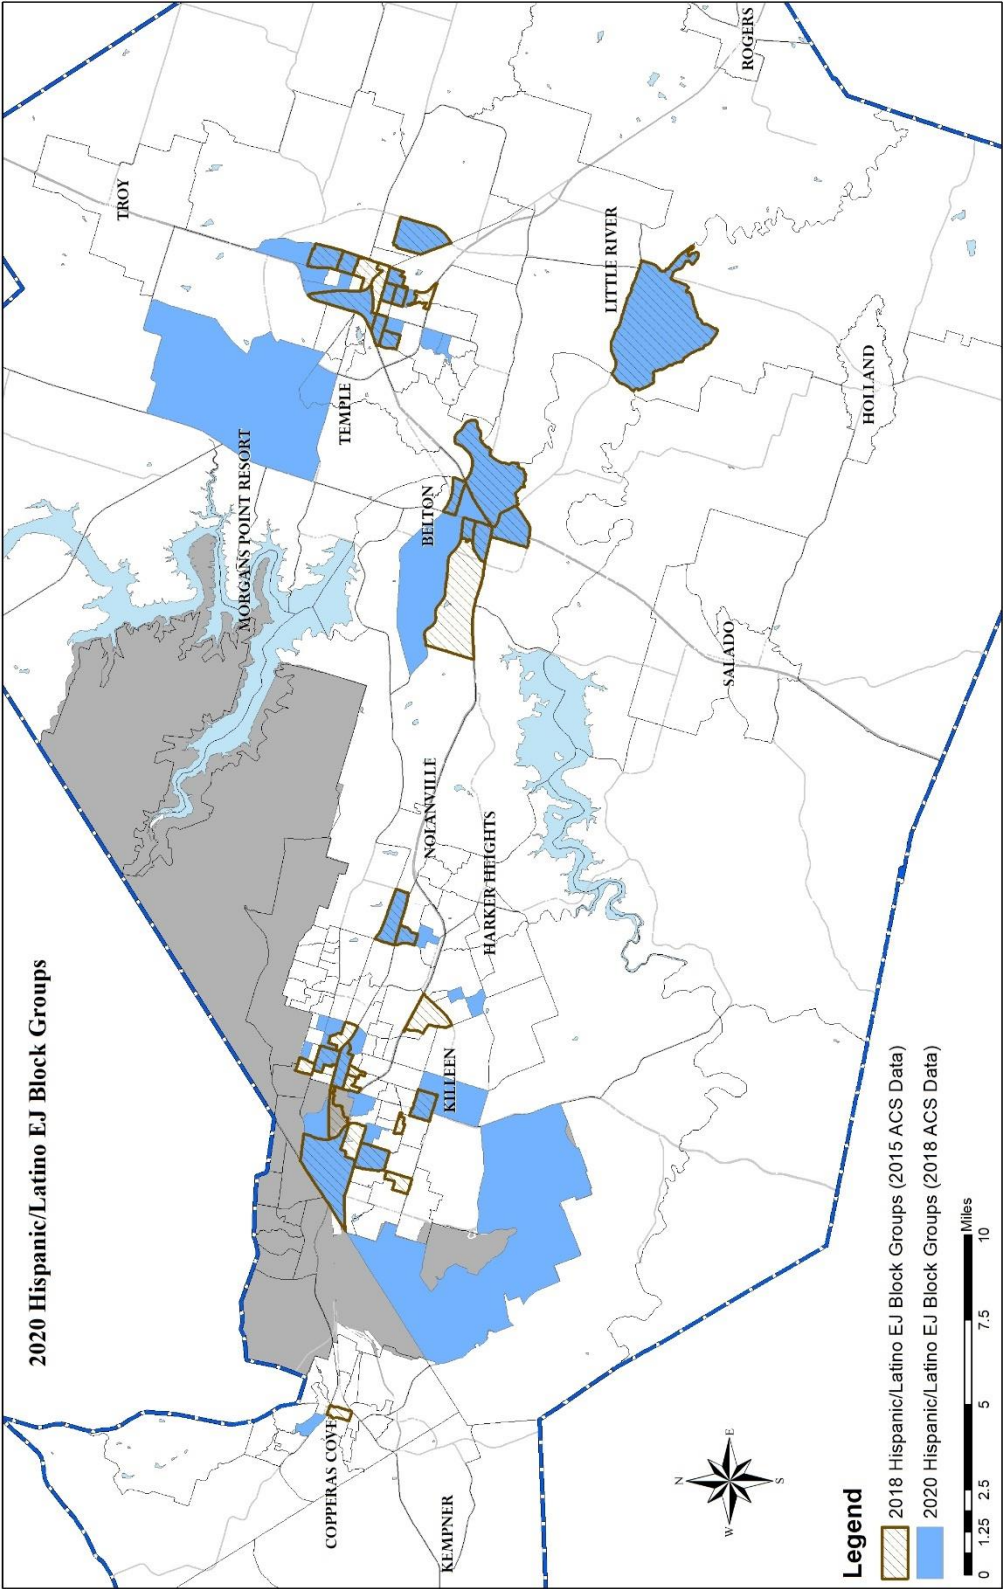 2020 Hispanic/Latino EJ Block Groups
TROY
ROGERS
TEMPLE
MORGANS POINT RESORT
LITTLE RIVER
BELTON
HOLLAND
NOLANVILLE
SALADO
HARKER HEIGHTS
KILLEEN
COPPERAS COVE
KEMPNER
N
W
E
S
Legend
2018 Hispanic/Latino EJ Block Groups (2015 ACS Data)
2020 Hispanic/Latino EJ Block Groups (2018 ACS Data)
0 1.25 2.5 5 7.5 10
Miles